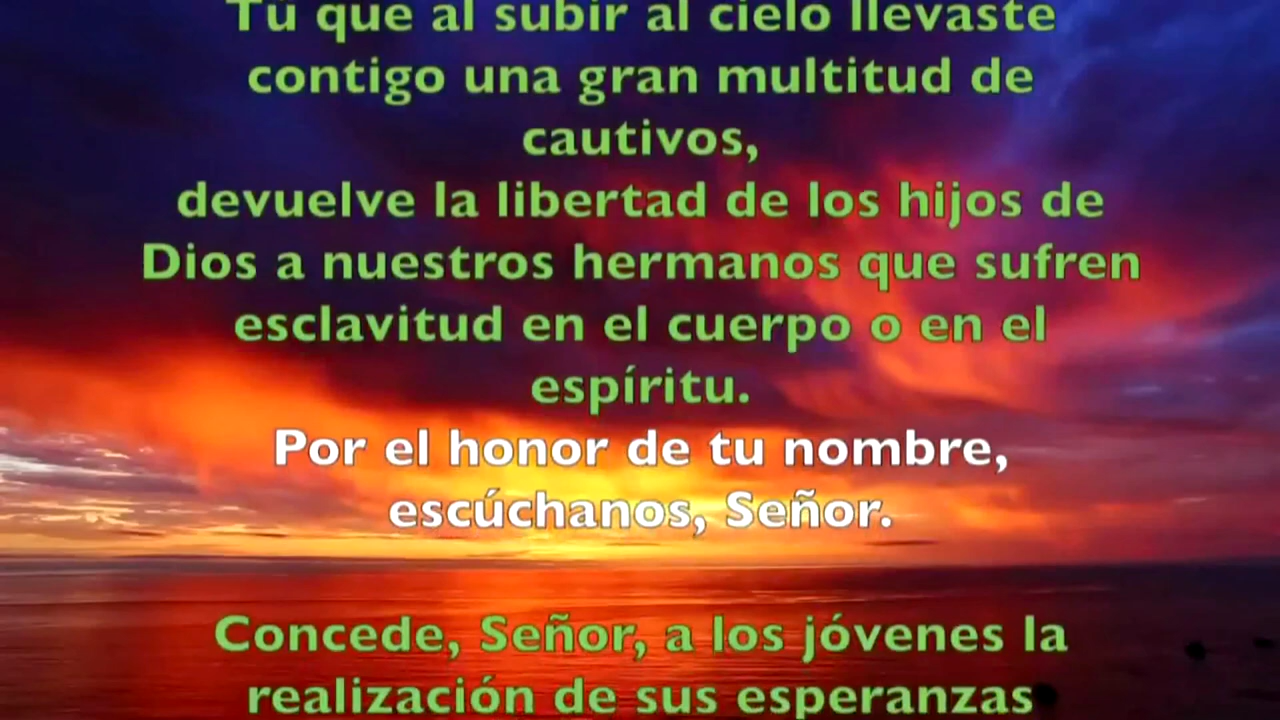 Tú que al subir al cielo llevaste
contigo una gran multitud de
cautivos,
devuelve la libertad de los hijos de
Dios a nuestros hermanos que sufren
esclavitud en el cuerpo o en el
espíritu.
Por el honor de tu nombre,
escúchanos, Señor.
Concede, Señor, a los jóvenes la
realización de sus esperanzas